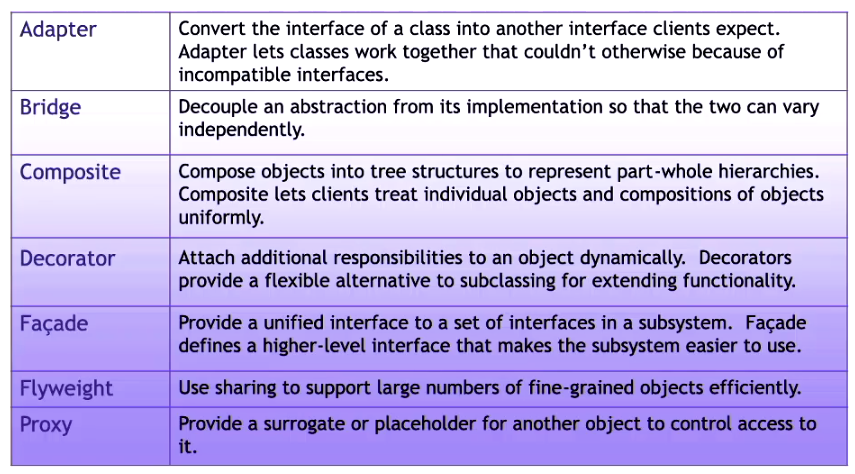 Adapter
Convert the interface of a class into another interface clients expect.
Adapter lets classes work together that couldn't otherwise because of
incompatible interfaces.
Bridge
Decouple an abstraction from its implementation so that the two can vary
independently.
Composite
Compose objects into tree structures to represent part-whole hierarchies.
Composite lets clients treat individual objects and compositions of objects
uniformly.
Decorator
Attach additional responsibilities to an object dynamically.  Decorators
provide a flexible alternative to subclassing for extending functionality.
Façade
Provide a unified interface to a set of interfaces in a subsystem.  Façade
defines a higher-level interface that makes the subsystem easier to use.
Flyweight
Use sharing to support large numbers of fine-grained objects efficiently.
Proxy
Provide a surrogate or placeholder for another object to control access to
it.